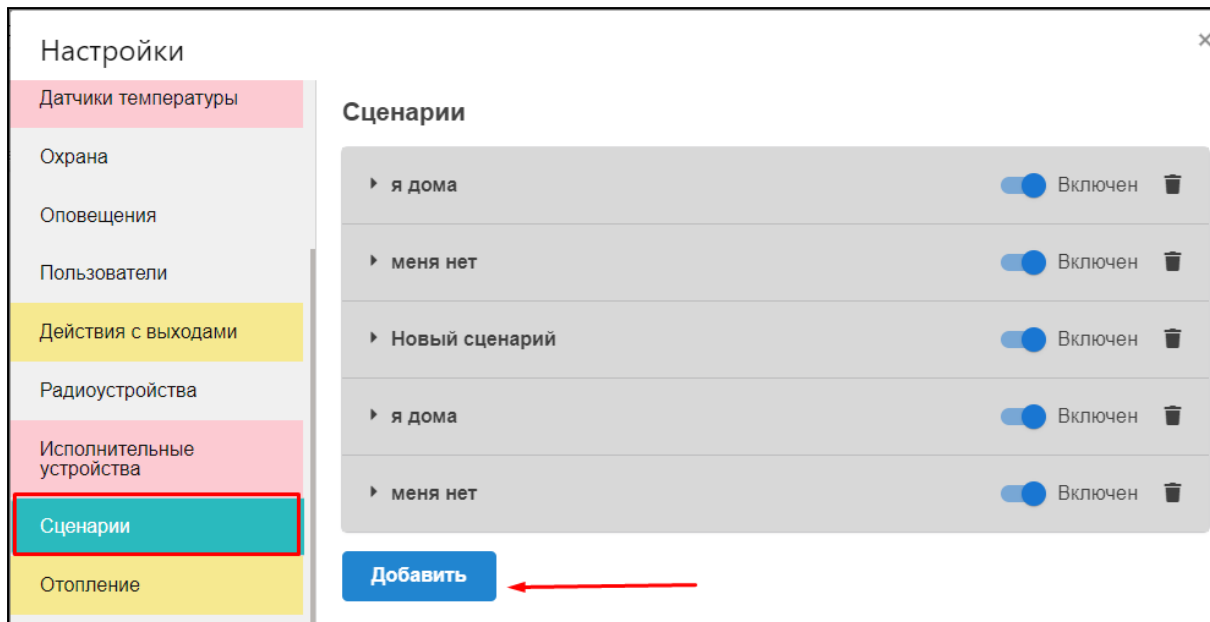 Настройки
Датчики температуры
Охрана
Оповещения
Пользователи
Действия с выходами
Радиоустройства
Исполнительные
устройства
Сценарии
Отопление
Сценарии
я дома Включен
меня нет Включен
Новый сценарий Включен
я дома Включен
меня нет Включен
Добавить